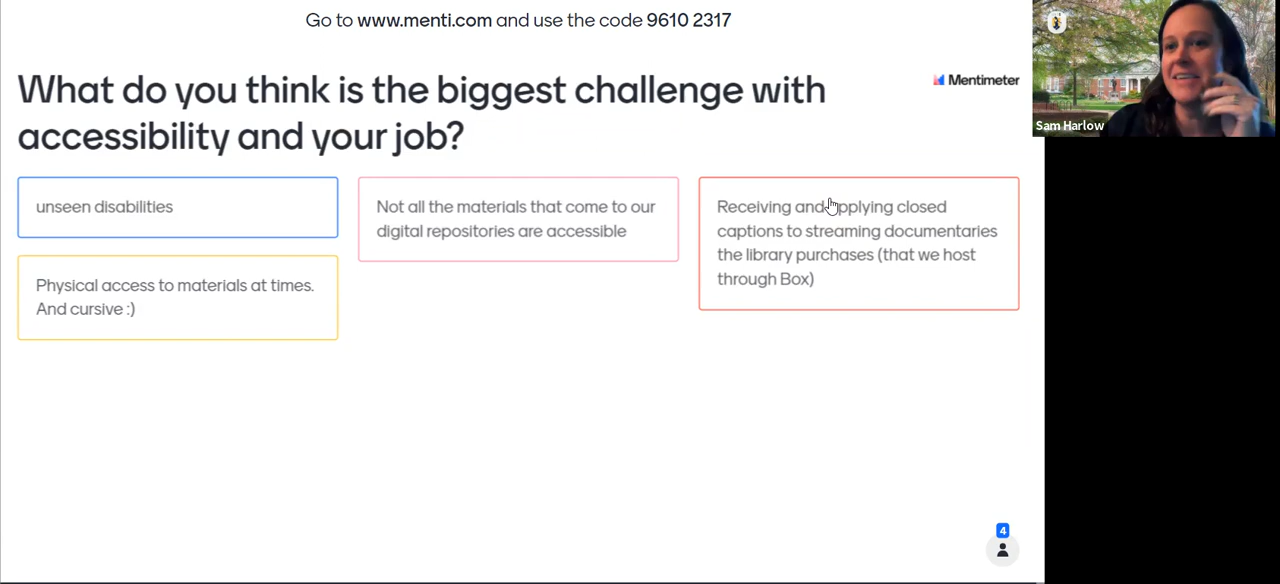 Go to www.menti.com and use the code 9610 2317
What do you think is the biggest challenge with
accessibility and your job?
Mentimeter
Sam Harlow
unseen disabilities
Physical access to materials at times.
And cursive :)
Not all the materials that come to our
digital repositories are accessible
Receiving and applying closed
captions to streaming documentaries
the library purchases (that we host
through Box)
4